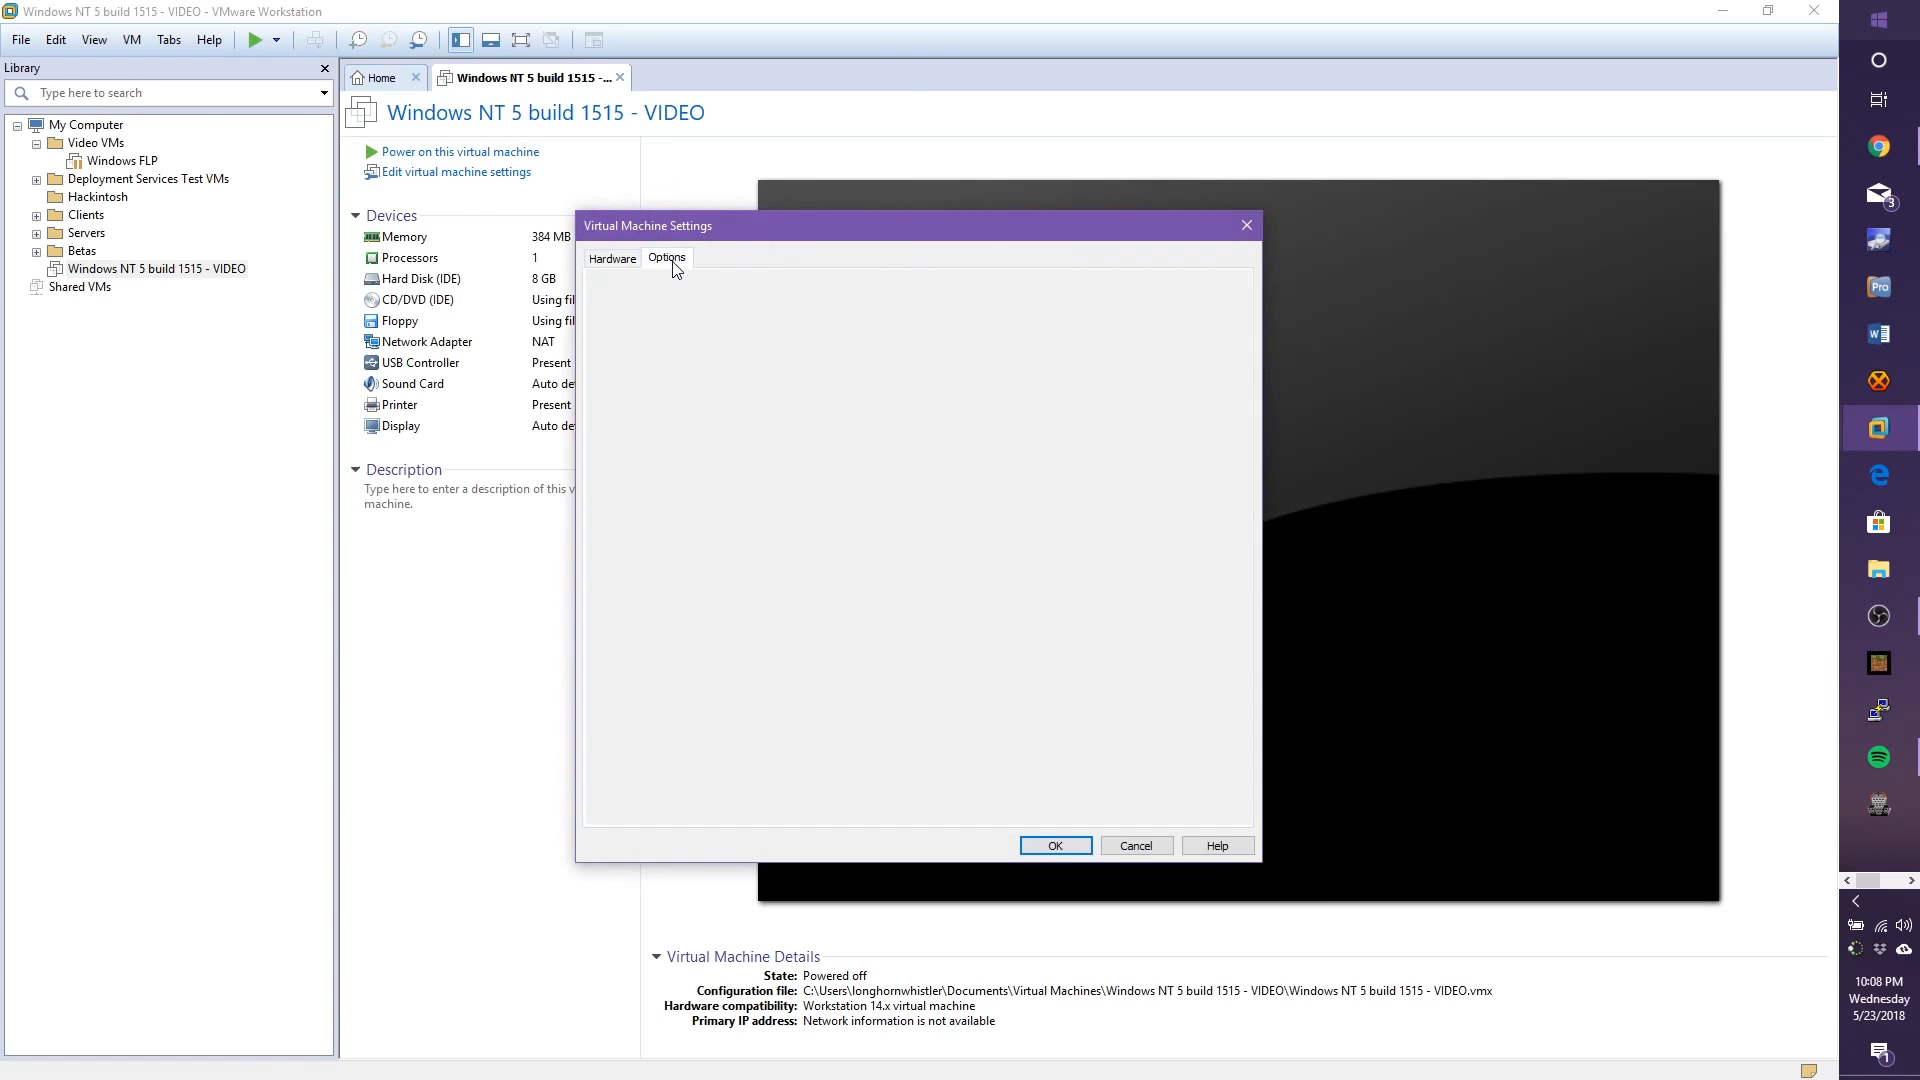 Windows NT 5 build 1515 - VIDEO - VMware Workstation
File Edit View VM Tabs Help
Library
Type here to search
My Computer
Video VMs
Windows FLP
Deployment Services Test VMs
Hackintosh
Clients
Servers
Betas
Windows NT 5 build 1515 - VIDEO
Shared VMs
Home
Windows NT 5 build 1515 -...
Windows NT 5 build 1515 - VIDEO
Power on this virtual machine
Edit virtual machine settings
Devices
Memory 384 MB
Processors 1
Hard Disk (IDE) 8 GB
CD/DVD (IDE) Using fil
Floppy Using fil
Network Adapter NAT
USB Controller Present
Sound Card Auto de
Printer Present
Display Auto de
Description
Type here to enter a description of this v
machine.
Virtual Machine Settings
Hardware Options
OK Cancel Help
Virtual Machine Details
State: Powered off
Configuration file: C:\Users\longhornwhistler\Documents\Virtual Machines\Windows NT 5 build 1515 - VIDEO\Windows NT 5 build 1515 - VIDEO.vmx
Hardware compatibility: Workstation 14.x virtual machine
Primary IP address: Network information is not available
3
Pro
W
10:08 PM
Wednesday
5/23/2018
1